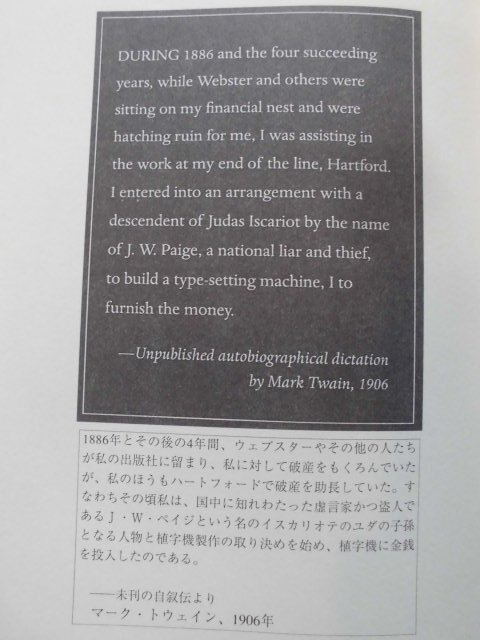 DURING 1886 and the four succeeding
years, while Webster and others were
sitting on my financial nest and were
hatching ruin for me, I was assisting in
the work at my end of the line, Hartford.
I entered into an arrangement with a
descendent of Judas Iscariot by the name
of J. W. Paige, a national liar and thief,
to build a type-setting machine, I to
furnish the money.
—Unpublished autobiographical dictation
by Mark Twain, 1906
1886年とその後の4年間、ウェブスターやその他の人たち
が私の出版社に留まり、私に対して破産をもくろんでいた
が、私のほうもハートフォードで破産を助長していた。す
なわちその頃私は、国中に知れわたった虚言家かつ盗人で
あるJ・W・ペイジという名のイスカリオテのユダの子孫
となる人物と植字機製作の取り決めを始め、植字機に金銭
を投入したのである。
——未刊の自叙伝より
マーク・トウェイン、1906年